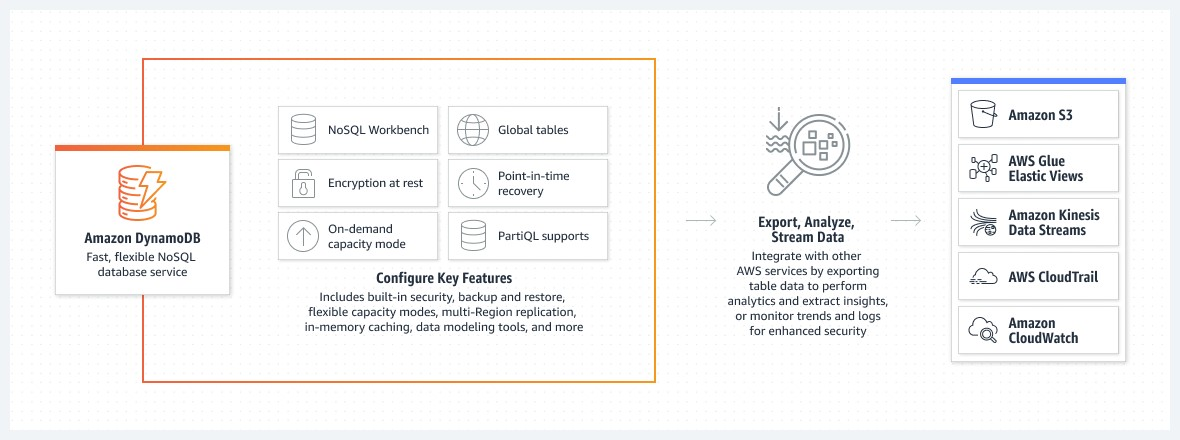 Amazon DynamoDB
Fast, flexible NoSQL
database service
NoSQL Workbench
Global tables
Encryption at rest
Point-in-time
recovery
On-demand
capacity mode
PartiQL supports
Configure Key Features
Includes built-in security, backup and restore,
flexible capacity modes, multi-Region replication,
in-memory caching, data modeling tools, and more
Export, Analyze,
Stream Data
Integrate with other
AWS services by exporting
table data to perform
analytics and extract insights,
or monitor trends and logs
for enhanced security
Amazon S3
AWS Glue
Elastic Views
Amazon Kinesis
Data Streams
AWS CloudTrail
Amazon
CloudWatch